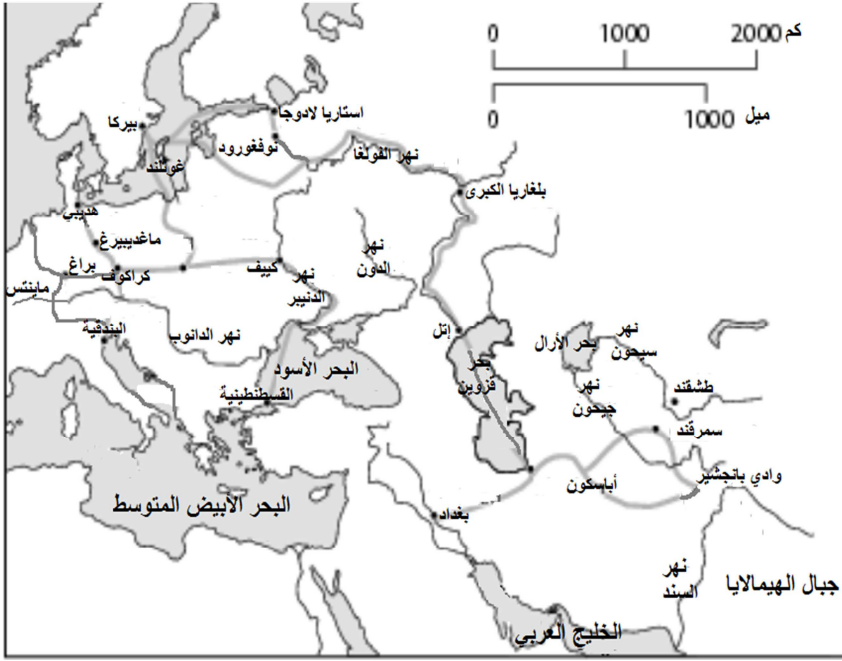 0 1000 2000 كم
0 1000 ميل
استاريا لادوجا
بيركا
نوفغورود
نهر الفولغا
غوتلند
بلغاريا الكبرى
هديبي
ماغديبيرغ
نهر
الدون
براغ
كراكوف
كييف
نهر
الدنيبر
ماينتس
البندقية
نهر الدانوب
إتل
بحر الأرال
نهر
سيحون
البحر الأسود
بحر
قزوين
طشقند
نهر
جيحون
القسطنطينية
سمرقند
وادي بانجشير
أباسكون
البحر الأبيض المتوسط
بغداد
نهر
السند
جبال الهيمالايا
الخليج العربي